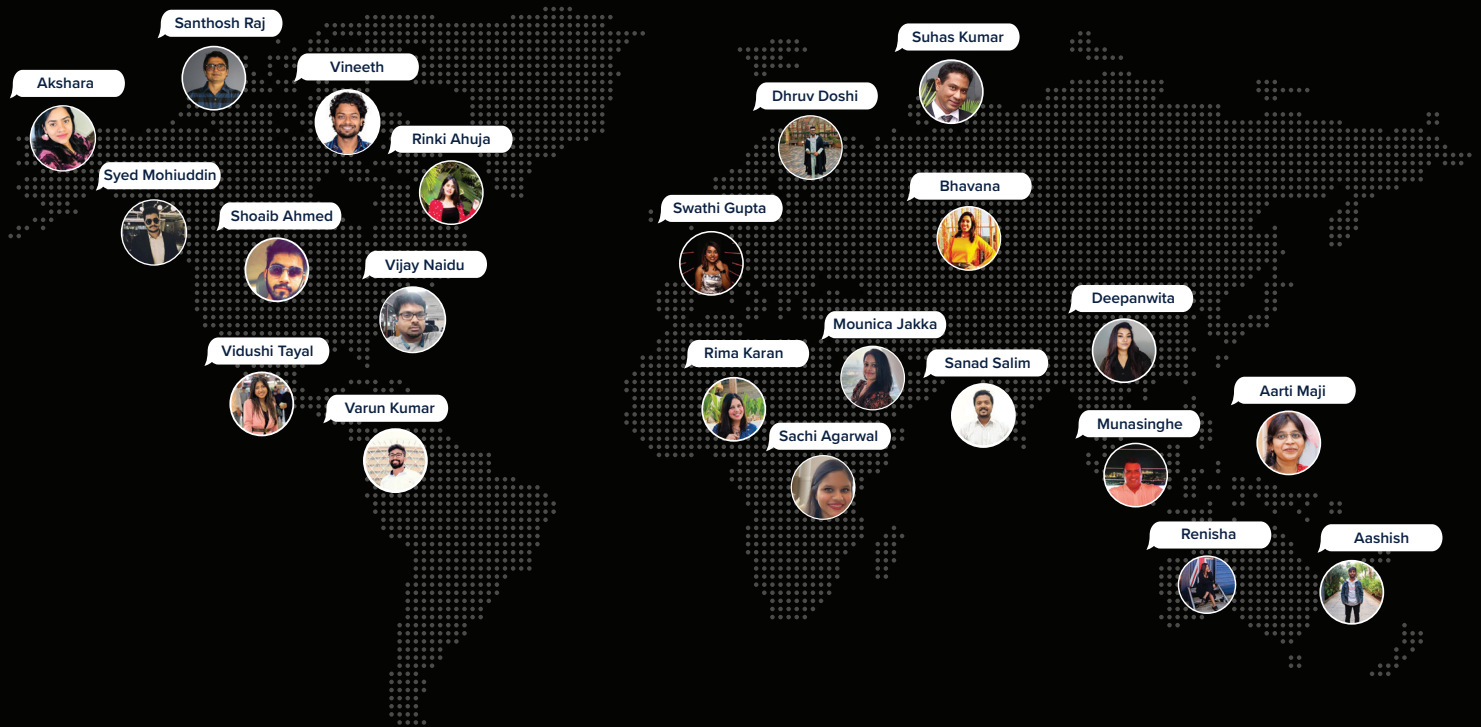 Santhosh Raj
Suhas Kumar
Vineeth
Akshara
Dhruv Doshi
Rinki Ahuja
Syed Mohiuddin
Bhavana
Swathi Gupta
Shoaib Ahmed
Vijay Naidu
Deepanwita
Mounica Jakka
Vidushi Tayal
Rima Karan
Sanad Salim
Aarti Maji
Varun Kumar
Munasinghe
Sachi Agarwal
Renisha
Aashish